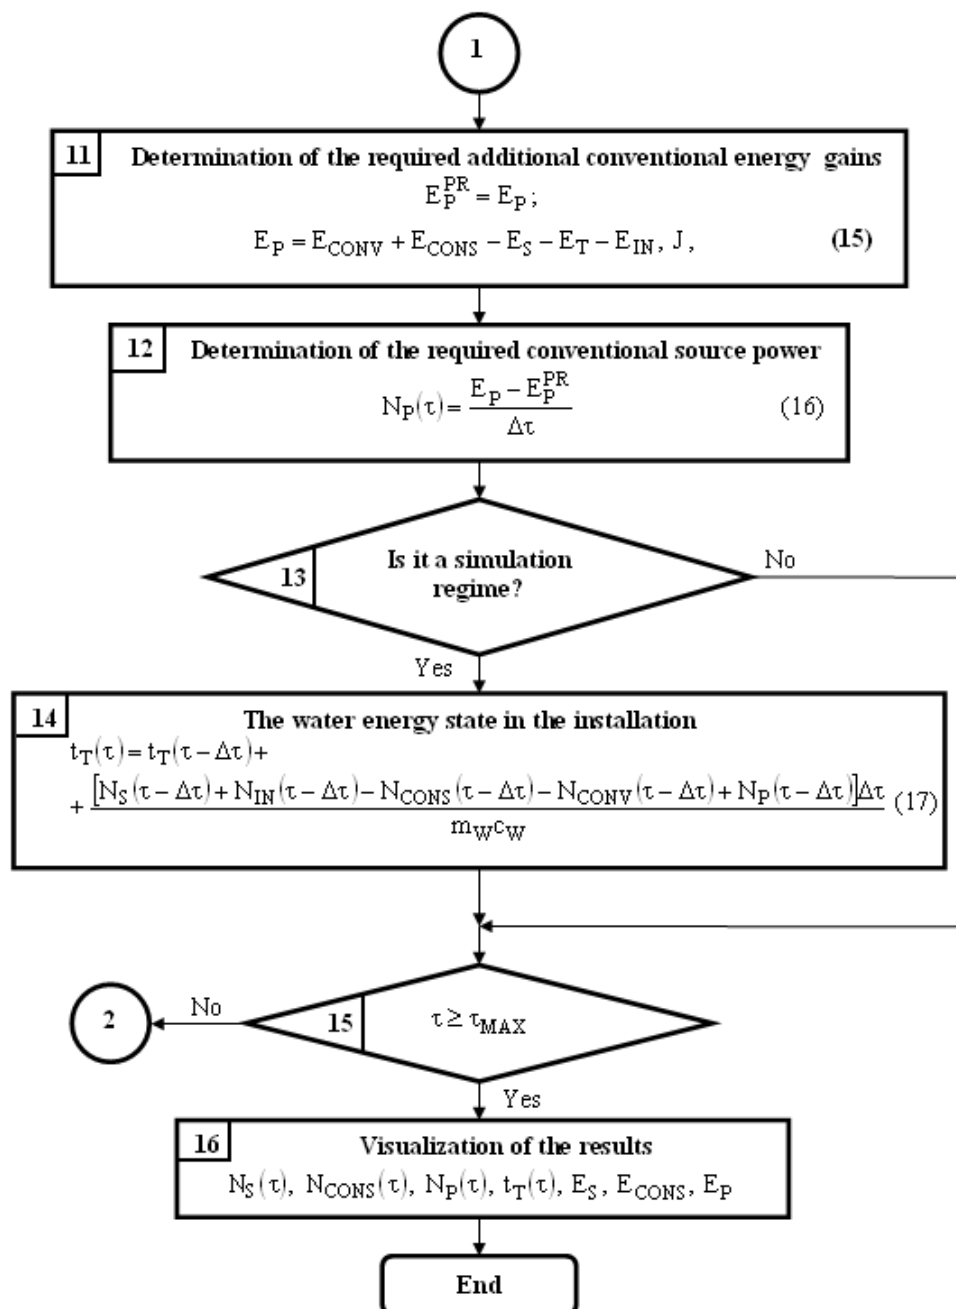 1
11 Determination of the required additional conventional energy gains
E_P^PR = E_P ;
E_P = E_CONV + E_CONS − E_S − E_T − E_IN, J, (15)
12 Determination of the required conventional source power
N_P(τ) = (E_P − E_P^PR) / Δτ (16)
13 Is it a simulation
regime?
No
Yes
14 The water energy state in the installation
t_T(τ) = t_T(τ − Δτ) +
+ [N_S(τ − Δτ) + N_IN(τ − Δτ) − N_CONS(τ − Δτ) − N_CONV(τ − Δτ) + N_P(τ − Δτ)]Δτ / m_W c_W (17)
2
No
15 τ ≥ τ_MAX
Yes
16 Visualization of the results
N_S(τ), N_CONS(τ), N_P(τ), t_T(τ), E_S, E_CONS, E_P
End